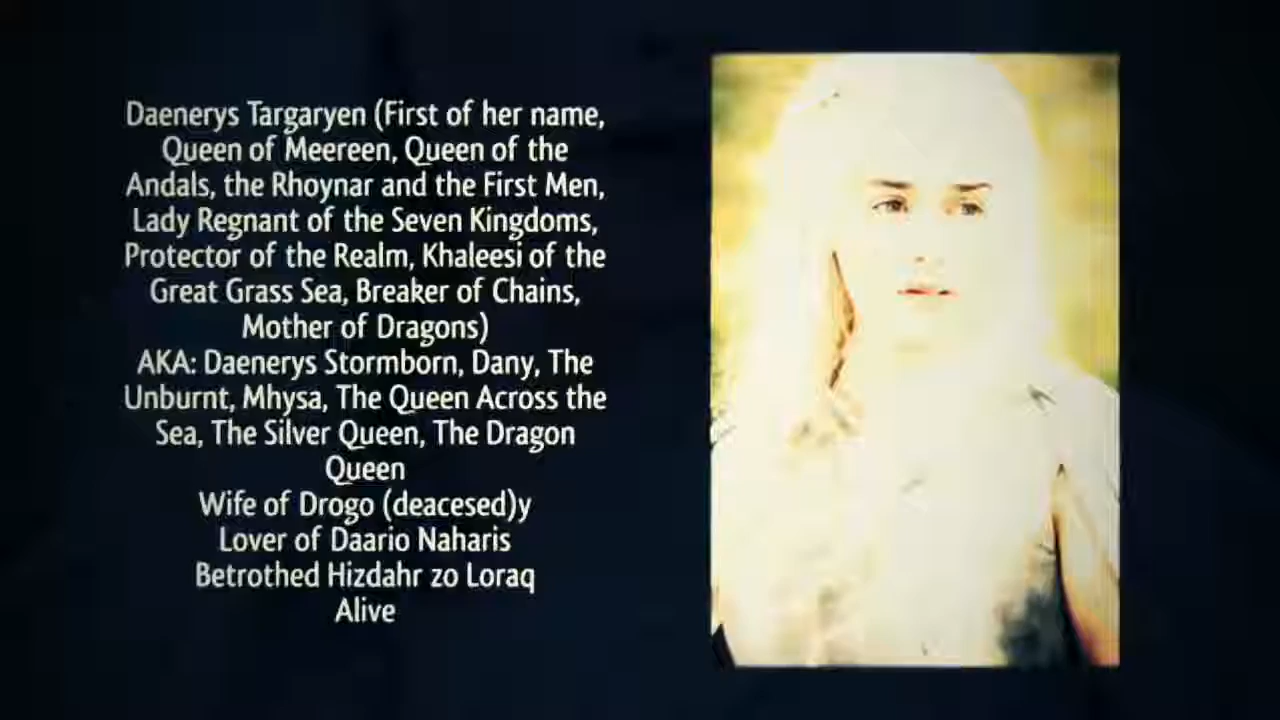 Daenerys Targaryen (First of her name,
Queen of Meereen, Queen of the
Andals, the Rhoynar and the First Men,
Lady Regnant of the Seven Kingdoms,
Protector of the Realm, Khaleesi of the
Great Grass Sea, Breaker of Chains,
Mother of Dragons)
AKA: Daenerys Stormborn, Dany, The
Unburnt, Mhysa, The Queen Across the
Sea, The Silver Queen, The Dragon
Queen
Wife of Drogo (deacesed)y
Lover of Daario Naharis
Betrothed Hizdahr zo Loraq
Alive